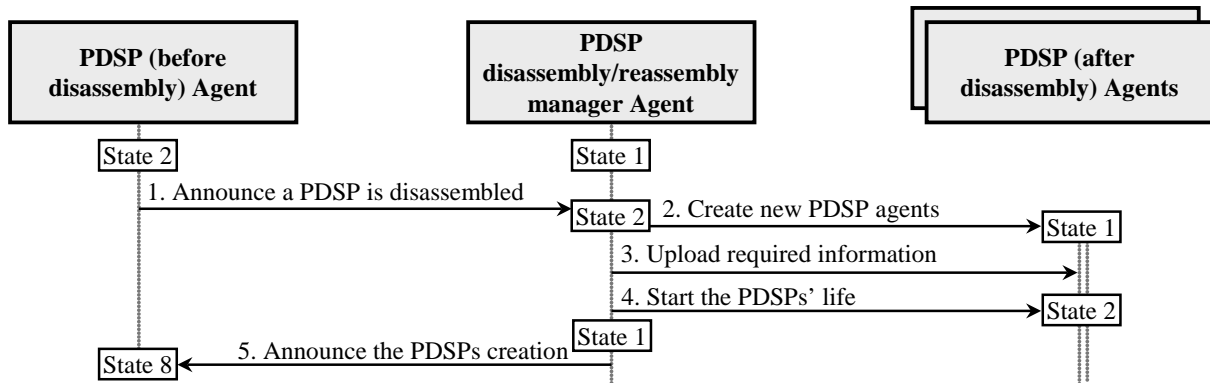 PDSP (before
disassembly) Agent
PDSP
disassembly/reassembly
manager Agent
PDSP (after
disassembly) Agents
State 2
State 1
1. Announce a PDSP is disassembled
State 2
2. Create new PDSP agents
State 1
3. Upload required information
4. Start the PDSPs’ life
State 2
State 1
5. Announce the PDSPs creation
State 8